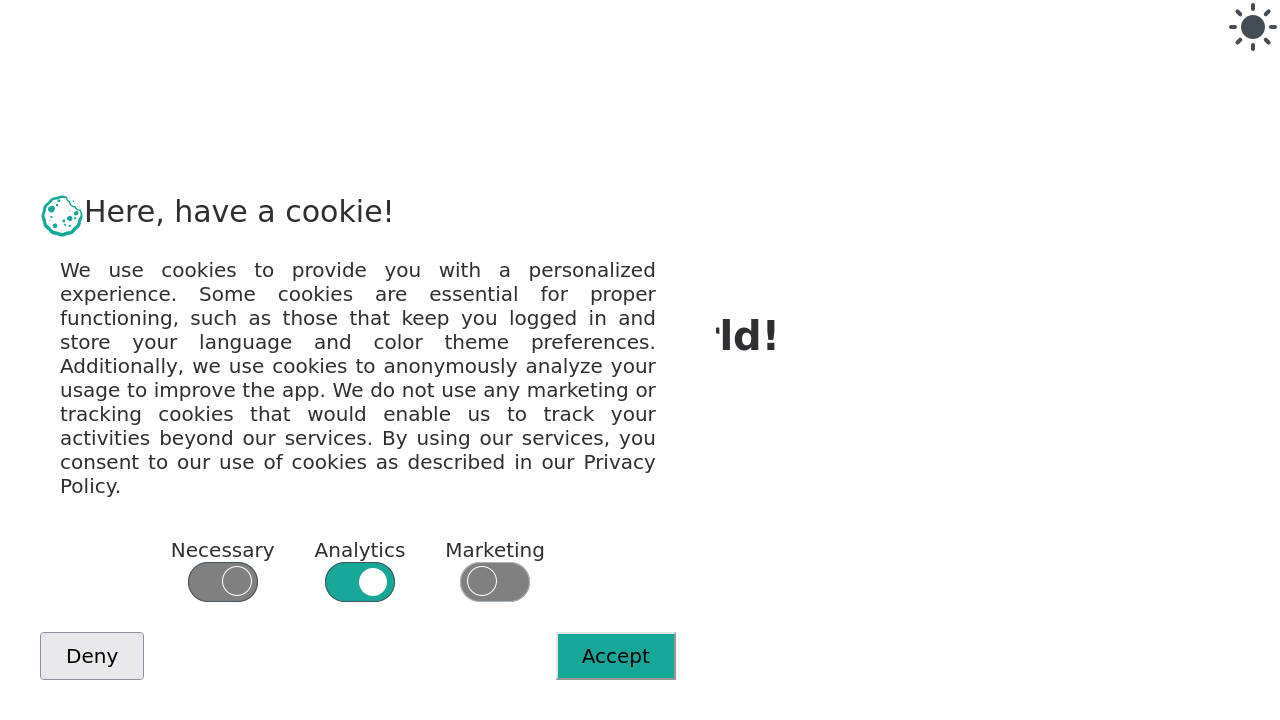 Here, have a cookie!
We use cookies to provide you with a personalized
experience. Some cookies are essential for proper
functioning, such as those that keep you logged in and
store your language and color theme preferences.
Additionally, we use cookies to anonymously analyze your
usage to improve the app. We do not use any marketing or
tracking cookies that would enable us to track your
activities beyond our services. By using our services, you
consent to our use of cookies as described in our Privacy
Policy.
ld!
Necessary Analytics Marketing
Deny Accept